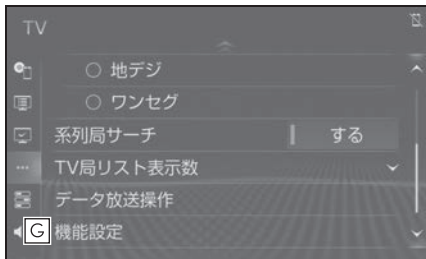 TV
地デジ
ワンセグ
系列局サーチ する
TV局リスト表示数
データ放送操作
G 機能設定